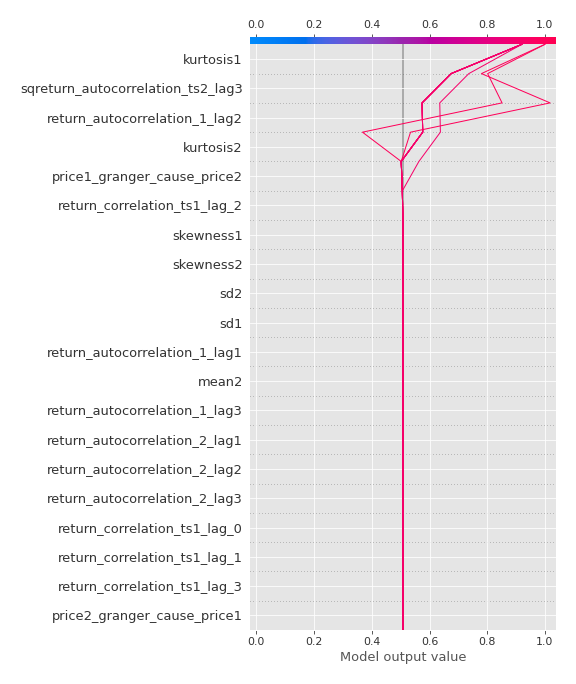 0.0 0.2 0.4 0.6 0.8 1.0
kurtosis1
sqreturn_autocorrelation_ts2_lag3
return_autocorrelation_1_lag2
kurtosis2
price1_granger_cause_price2
return_correlation_ts1_lag_2
skewness1
skewness2
sd2
sd1
return_autocorrelation_1_lag1
mean2
return_autocorrelation_1_lag3
return_autocorrelation_2_lag1
return_autocorrelation_2_lag2
return_autocorrelation_2_lag3
return_correlation_ts1_lag_0
return_correlation_ts1_lag_1
return_correlation_ts1_lag_3
price2_granger_cause_price1
0.0 0.2 0.4 0.6 0.8 1.0
Model output value